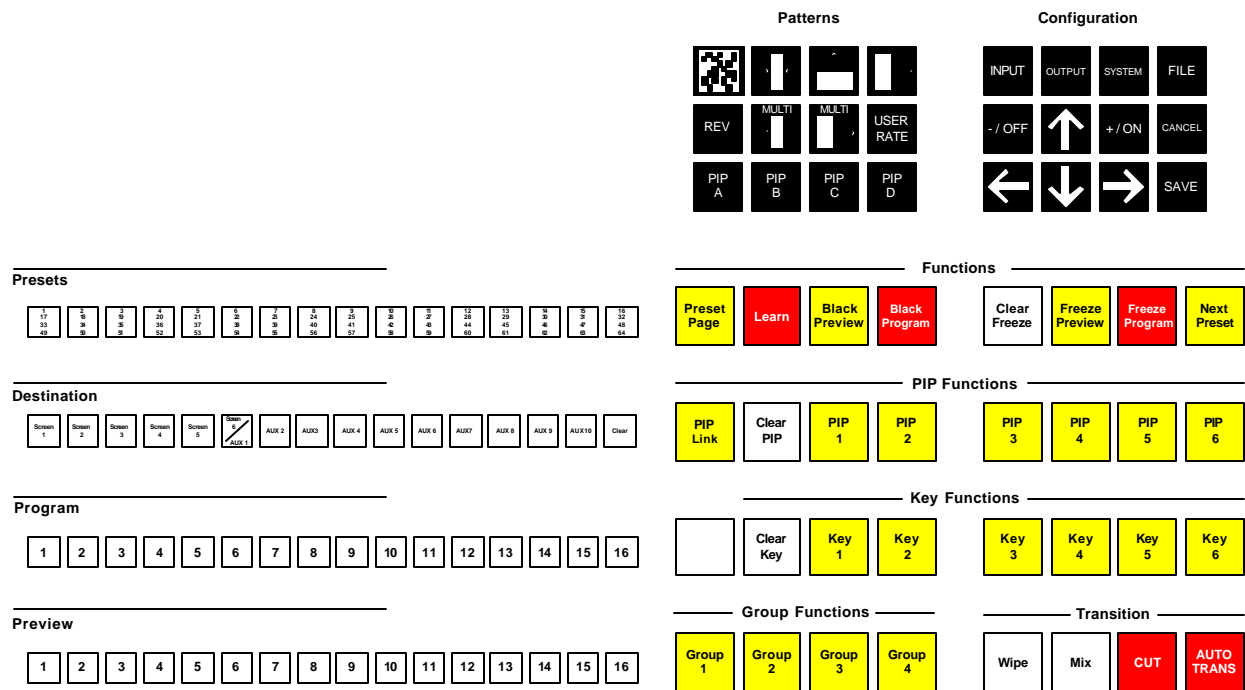 Patterns
Configuration
INPUT
OUTPUT
SYSTEM
FILE
REV
MULTI
MULTI
USER
RATE
- / OFF
+ / ON
CANCEL
PIP
A
PIP
B
PIP
C
PIP
D
SAVE
Presets
1
17
33
49
2
18
34
50
3
19
35
51
4
20
36
52
5
21
37
53
6
22
38
54
7
23
39
55
8
24
40
56
9
25
41
57
10
26
42
58
11
27
43
59
12
28
44
60
13
29
45
61
14
30
46
62
15
31
47
63
16
32
48
64
Functions
Preset
Page
Learn
Black
Preview
Black
Program
Clear
Freeze
Freeze
Preview
Freeze
Program
Next
Preset
Destination
Screen
1
Screen
2
Screen
3
Screen
4
Screen
5
Screen
6
AUX 1
AUX 2
AUX3
AUX 4
AUX 5
AUX 6
AUX7
AUX 8
AUX 9
AUX10
Clear
PIP Functions
PIP
Link
Clear
PIP
PIP
1
PIP
2
PIP
3
PIP
4
PIP
5
PIP
6
Program
1 2 3 4 5 6 7 8 9 10 11 12 13 14 15 16
Key Functions
Clear
Key
Key
1
Key
2
Key
3
Key
4
Key
5
Key
6
Preview
1 2 3 4 5 6 7 8 9 10 11 12 13 14 15 16
Group Functions
Group
1
Group
2
Group
3
Group
4
Transition
Wipe
Mix
CUT
AUTO
TRANS